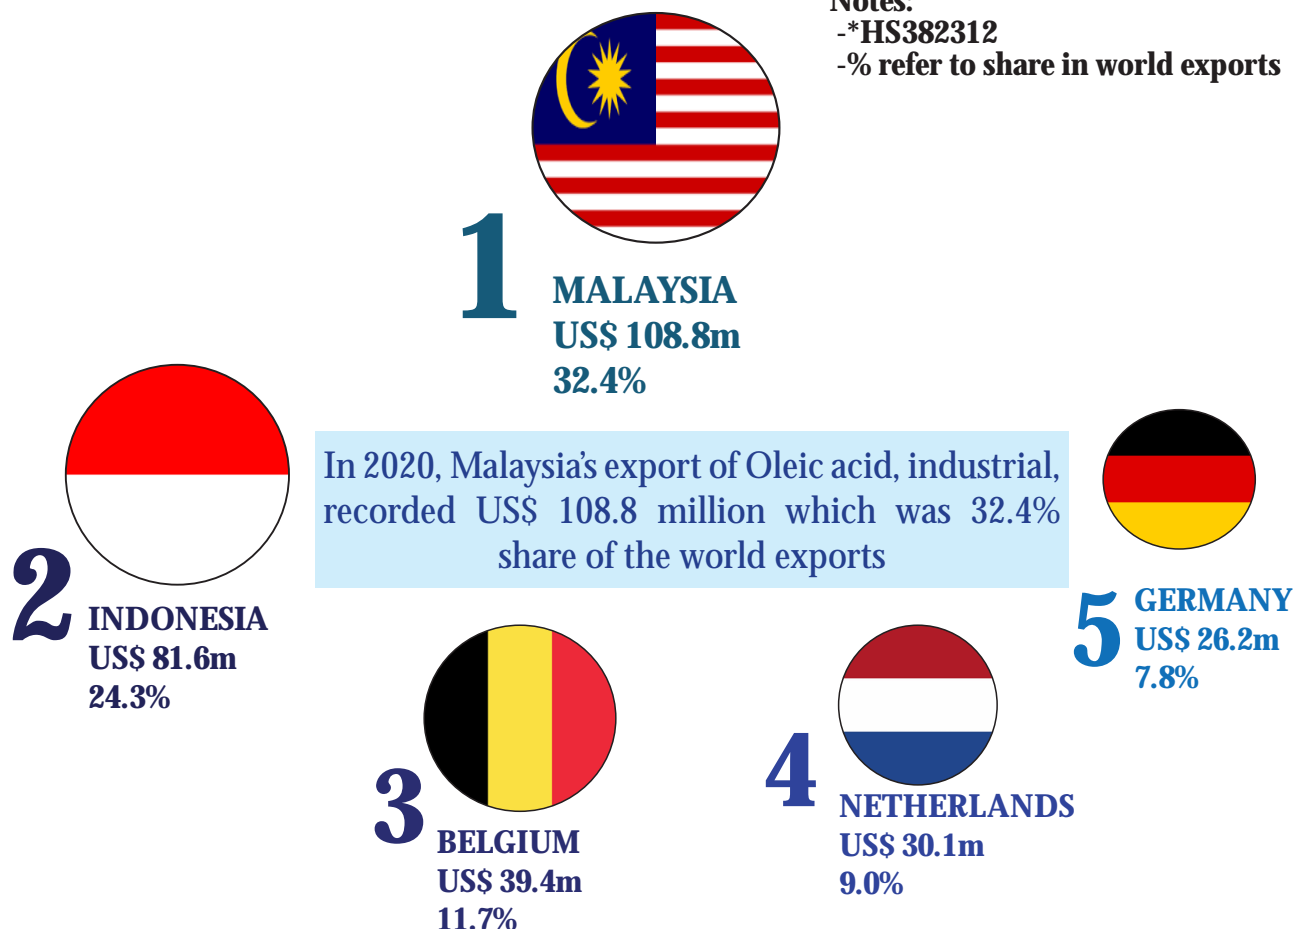 Notes:
-*HS382312
-% refer to share in world exports
1
MALAYSIA
US$ 108.8m
32.4%
2
INDONESIA
US$ 81.6m
24.3%
In 2020, Malaysia's export of Oleic acid, industrial,
recorded US$ 108.8 million which was 32.4%
share of the world exports
3
BELGIUM
US$ 39.4m
11.7%
4
NETHERLANDS
US$ 30.1m
9.0%
5
GERMANY
US$ 26.2m
7.8%